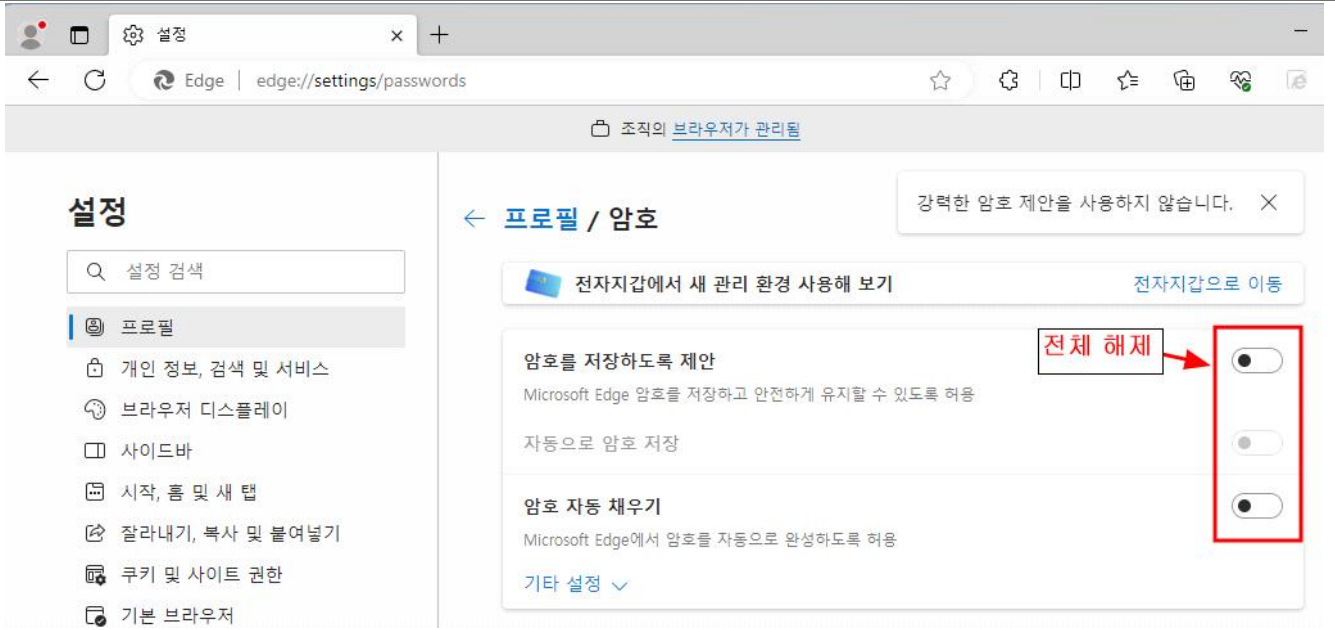 설정
Edge | edge://settings/passwords
조직의 브라우저가 관리됨
설정
설정 검색
프로필
개인 정보, 검색 및 서비스
브라우저 디스플레이
사이드바
시작, 홈 및 새 탭
잘라내기, 복사 및 붙여넣기
쿠키 및 사이트 권한
기본 브라우저
프로필 / 암호
강력한 암호 제안을 사용하지 않습니다.
전자지갑에서 새 관리 환경 사용해 보기
전자지갑으로 이동
암호를 저장하도록 제안
전체 해제
Microsoft Edge 암호를 저장하고 안전하게 유지할 수 있도록 허용
자동으로 암호 저장
암호 자동 채우기
Microsoft Edge에서 암호를 자동으로 완성하도록 허용
기타 설정